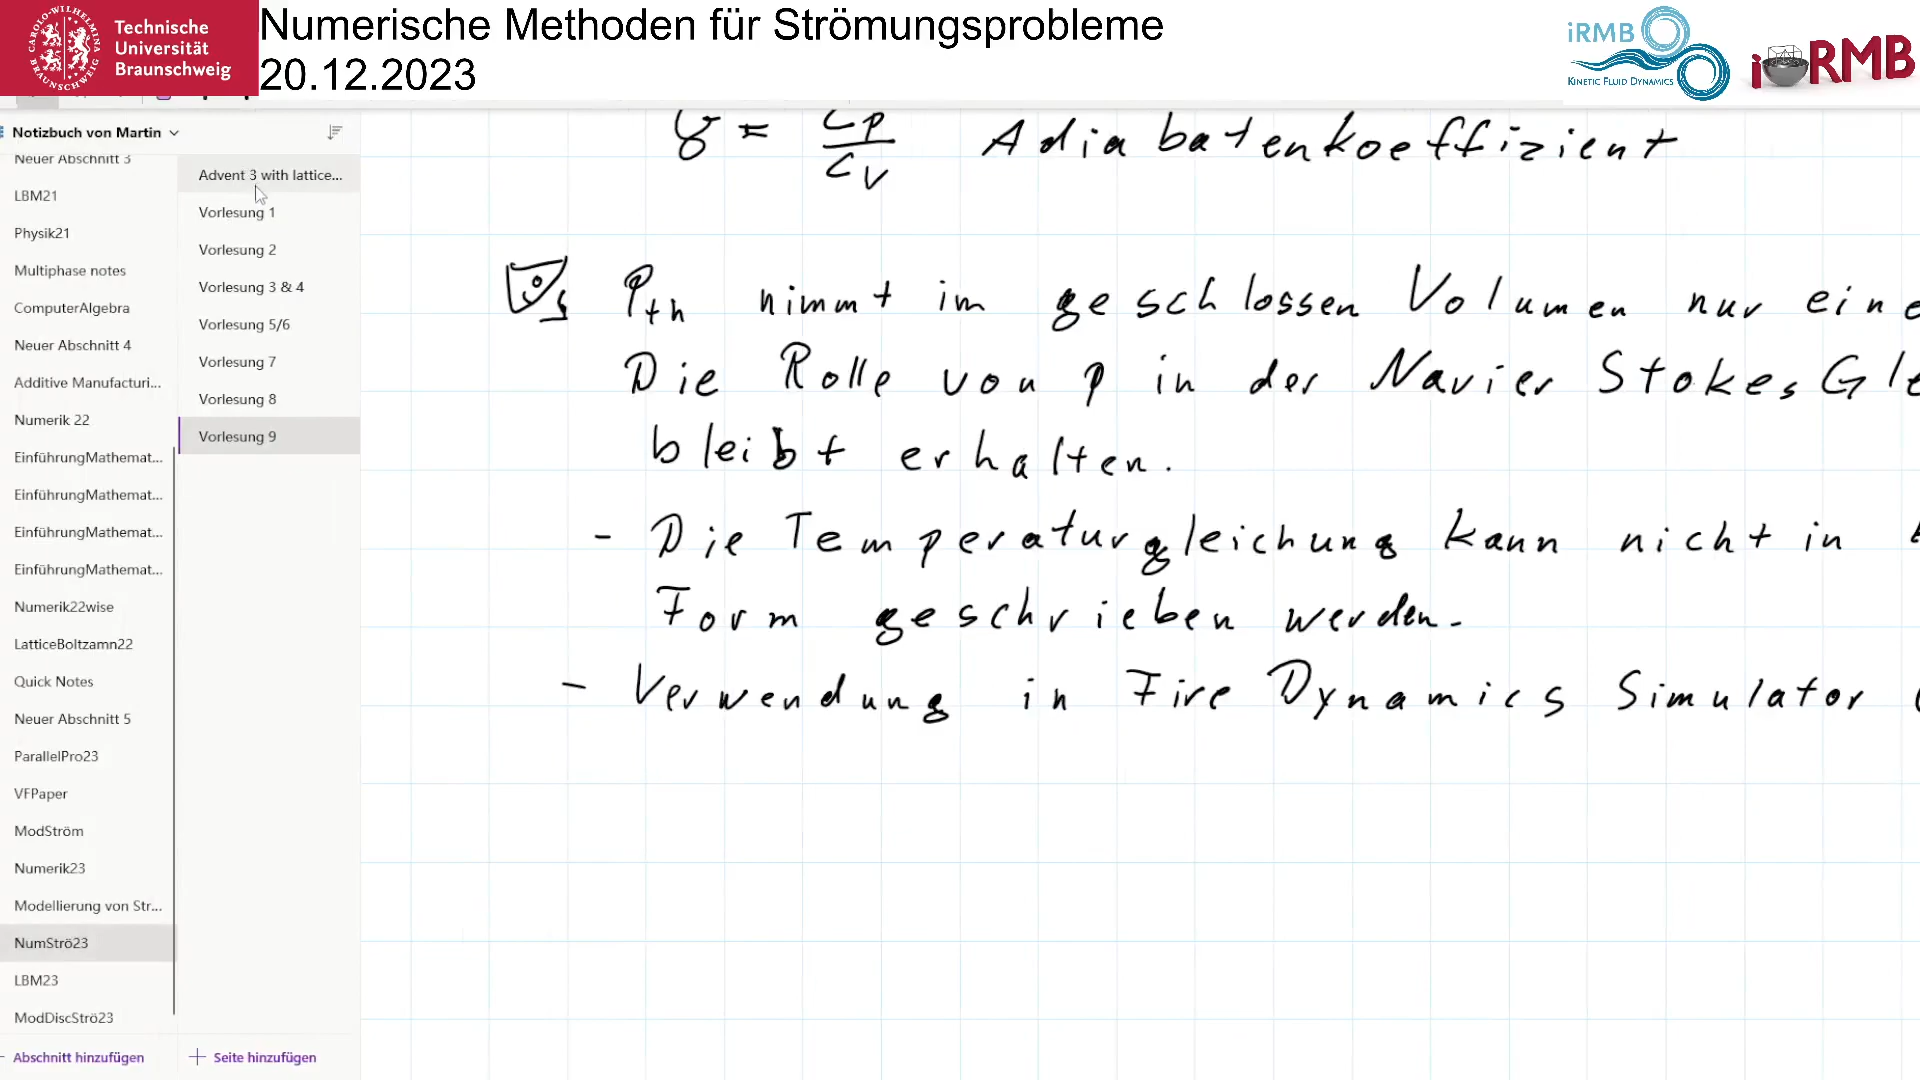 Technische
Universität
Braunschweig
Numerische Methoden für Strömungsprobleme
20.12.2023
iRMB
KINETIC FLUID DYNAMICS
iRMB
Notizbuch von Martin
Neuer Abschnitt 3
LBM21
Physik21
Multiphase notes
ComputerAlgebra
Neuer Abschnitt 4
Additive Manufacturi...
Numerik 22
EinführungMathemat...
EinführungMathemat...
EinführungMathemat...
EinführungMathemat...
Numerik22wise
LatticeBoltzamn22
Quick Notes
Neuer Abschnitt 5
ParallelPro23
VFPaper
ModStröm
Numerik23
Modellierung von Str...
NumStrö23
LBM23
ModDiscStrö23
Abschnitt hinzufügen
Advent 3 with lattice...
Vorlesung 1
Vorlesung 2
Vorlesung 3 & 4
Vorlesung 5/6
Vorlesung 7
Vorlesung 8
Vorlesung 9
Seite hinzufügen
γ = cp/cv Adiabatenkoeffizient
Pth nimmt im geschlossen Volumen nur eine
Die Rolle von p in der Navier Stokes Gle
bleibt erhalten.
- Die Temperaturgleichung kann nicht in
Form geschrieben werden.
- Verwendung in Fire Dynamics Simulator (